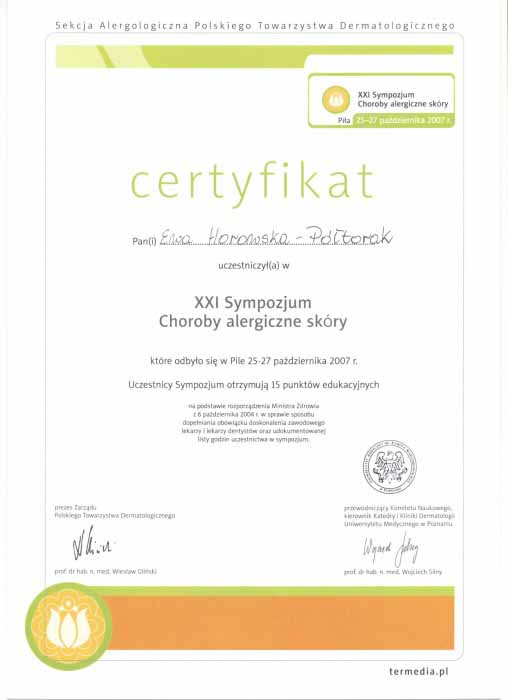 Sekcja Alergologiczna Polskiego Towarzystwa Dermatologicznego
XXI Sympozjum
Choroby alergiczne skóry
Piła 25–27 października 2007 r.
certyfikat
Pan(i) Ewa Horowska - Półtorak
uczestniczył(a) w
XXI Sympozjum
Choroby alergiczne skóry
które odbyło się w Pile 25-27 października 2007 r.
Uczestnicy Sympozjum otrzymują 15 punktów edukacyjnych
na podstawie rozporządzenia Ministra Zdrowia
z 6 października 2004 r. w sprawie sposobu
dopełniania obowiązku doskonalenia zawodowego
lekarzy i lekarzy dentystów oraz udokumentowanej
listy godzin uczestnictwa w sympozjum.
prezes Zarządu
Polskiego Towarzystwa Dermatologicznego
prof. dr hab. n. med. Wiesław Gliński
przewodniczący Komitetu Naukowego,
kierownik Katedry i Kliniki Dermatologii
Uniwersytetu Medycznego w Poznaniu
Wojciech Silny
prof. dr hab. n. med. Wojciech Silny
termedia.pl